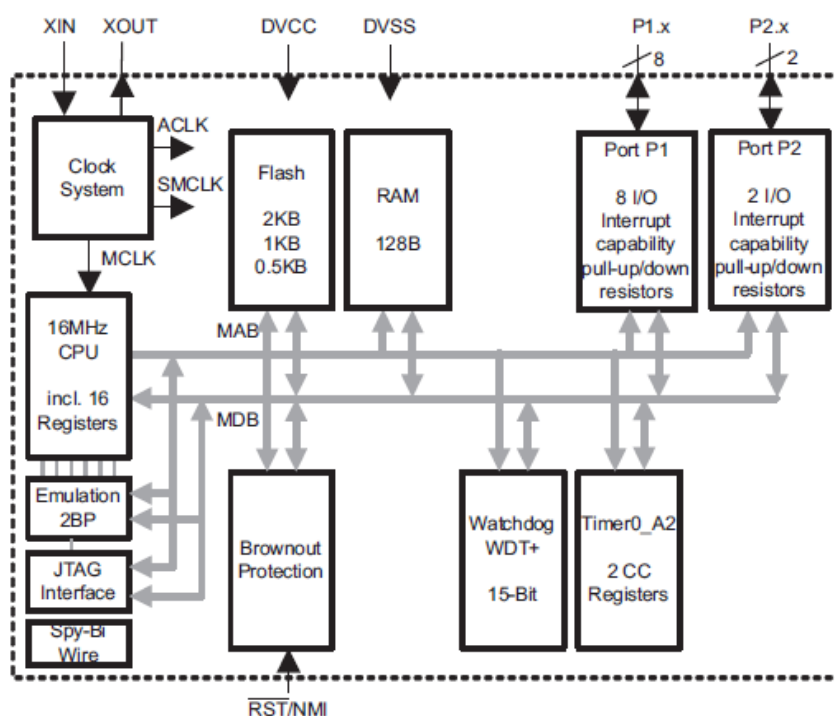 XIN
XOUT
DVCC
DVSS
P1.x
P2.x
8
2
ACLK
SMCLK
MCLK
Clock
System
Flash
2KB
1KB
0.5KB
RAM
128B
Port P1
8 I/O
Interrupt
capability
pull-up/down
resistors
Port P2
2 I/O
Interrupt
capability
pull-up/down
resistors
16MHz
CPU
incl. 16
Registers
MAB
MDB
Emulation
2BP
JTAG
Interface
Spy-Bi
Wire
Brownout
Protection
Watchdog
WDT+
15-Bit
Timer0_A2
2 CC
Registers
RST/NMI